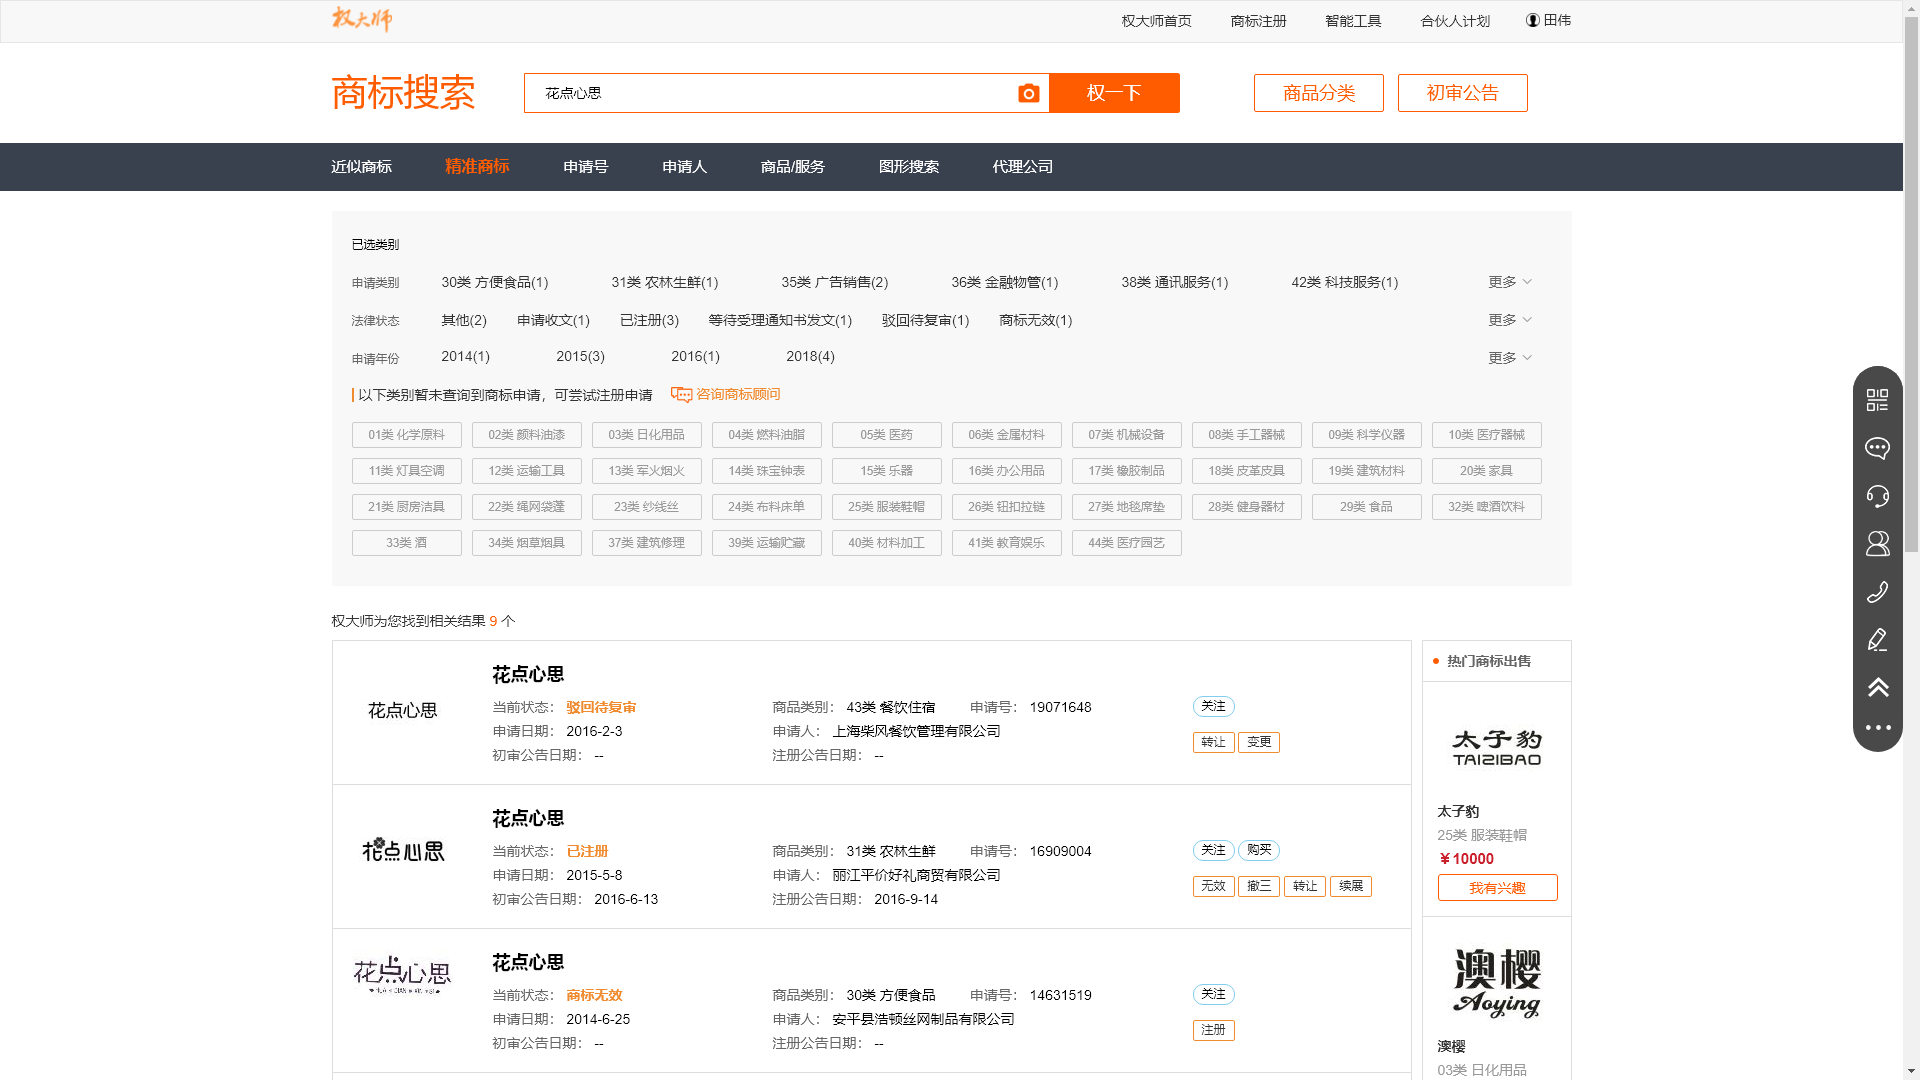 权大师
权大师首页 商标注册 智能工具 合伙人计划 田伟
商标搜索 花点心思 权一下 商品分类 初审公告
近似商标 精准商标 申请号 申请人 商品/服务 图形搜索 代理公司
已选类别
申请类别 30类 方便食品(1) 31类 农林生鲜(1) 35类 广告销售(2) 36类 金融物管(1) 38类 通讯服务(1) 42类 科技服务(1) 更多
法律状态 其他(2) 申请收文(1) 已注册(3) 等待受理通知书发文(1) 驳回待复审(1) 商标无效(1) 更多
申请年份 2014(1) 2015(3) 2016(1) 2018(4) 更多
以下类别暂未查询到商标申请，可尝试注册申请 咨询商标顾问
01类 化学原料 02类 颜料油漆 03类 日化用品 04类 燃料油脂 05类 医药 06类 金属材料 07类 机械设备 08类 手工器械 09类 科学仪器 10类 医疗器械
11类 灯具空调 12类 运输工具 13类 军火烟火 14类 珠宝钟表 15类 乐器 16类 办公用品 17类 橡胶制品 18类 皮革皮具 19类 建筑材料 20类 家具
21类 厨房洁具 22类 绳网袋蓬 23类 纱线丝 24类 布料床单 25类 服装鞋帽 26类 钮扣拉链 27类 地毯席垫 28类 健身器材 29类 食品 32类 啤酒饮料
33类 酒 34类 烟草烟具 37类 建筑修理 39类 运输贮藏 40类 材料加工 41类 教育娱乐 44类 医疗园艺
权大师为您找到相关结果 9 个
花点心思
花点心思
当前状态： 驳回待复审 商品类别： 43类 餐饮住宿 申请号： 19071648 关注
申请日期： 2016-2-3 申请人： 上海柴风餐饮管理有限公司 转让 变更
初审公告日期： -- 注册公告日期： --
花点心思
花点心思
当前状态： 已注册 商品类别： 31类 农林生鲜 申请号： 16909004 关注 购买
申请日期： 2015-5-8 申请人： 丽江平价好礼商贸有限公司 无效 撤三 转让 续展
初审公告日期： 2016-6-13 注册公告日期： 2016-9-14
花点心思
花点心思
HUA DIAN XIN SI
当前状态： 商标无效 商品类别： 30类 方便食品 申请号： 14631519 关注
申请日期： 2014-6-25 申请人： 安平县浩顿丝网制品有限公司 注册
初审公告日期： -- 注册公告日期： --
热门商标出售
太子豹
TAIZIBAO
太子豹
25类 服装鞋帽
￥10000
我有兴趣
澳樱
Aoying
澳樱
03类 日化用品